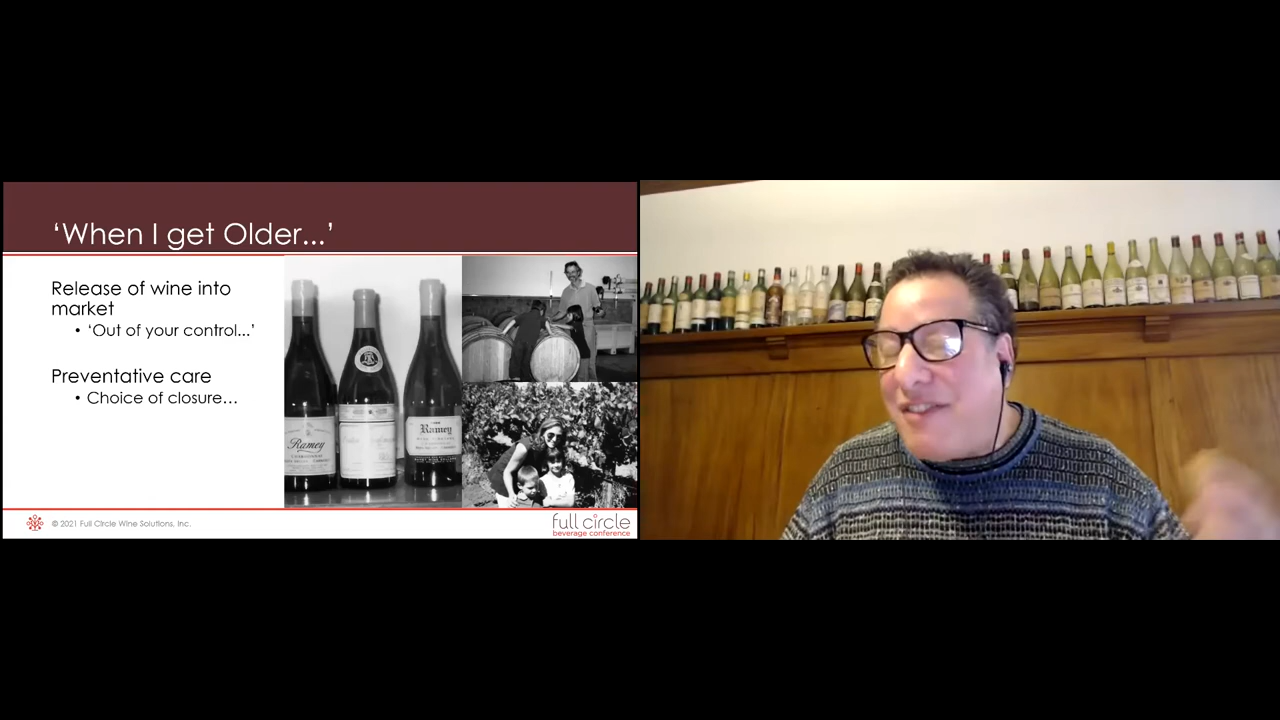 ‘When I get Older...’
Release of wine into
market
• ‘Out of your control...’
Preventative care
• Choice of closure...
Ramey
CHARDONNAY
Ramey
© 2021 Full Circle Wine Solutions, Inc.
full circle
beverage conference